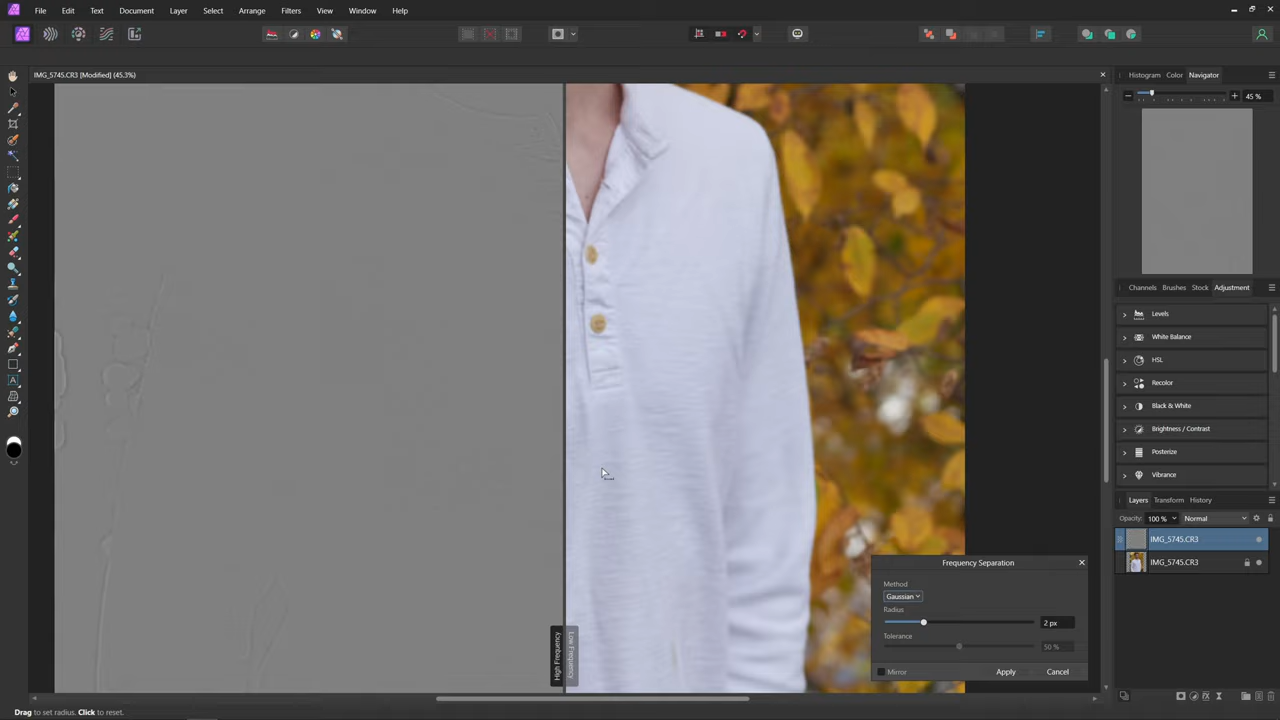 File Edit Text Document Layer Select Arrange Filters View Window Help
IMG_5745.CR3 [Modified] (45.3%)
Histogram Color Navigator
45 %
Channels Brushes Stock Adjustment
Levels
White Balance
HSL
Recolor
Black & White
Brightness / Contrast
Posterize
Vibrance
Layers Transform History
Opacity: 100 % Normal
IMG_5745.CR3
IMG_5745.CR3
Frequency Separation
Method
Gaussian
Radius
2 px
Tolerance
50 %
Mirror Apply Cancel
High Frequency
Low Frequency
Drag to set radius. Click to reset.